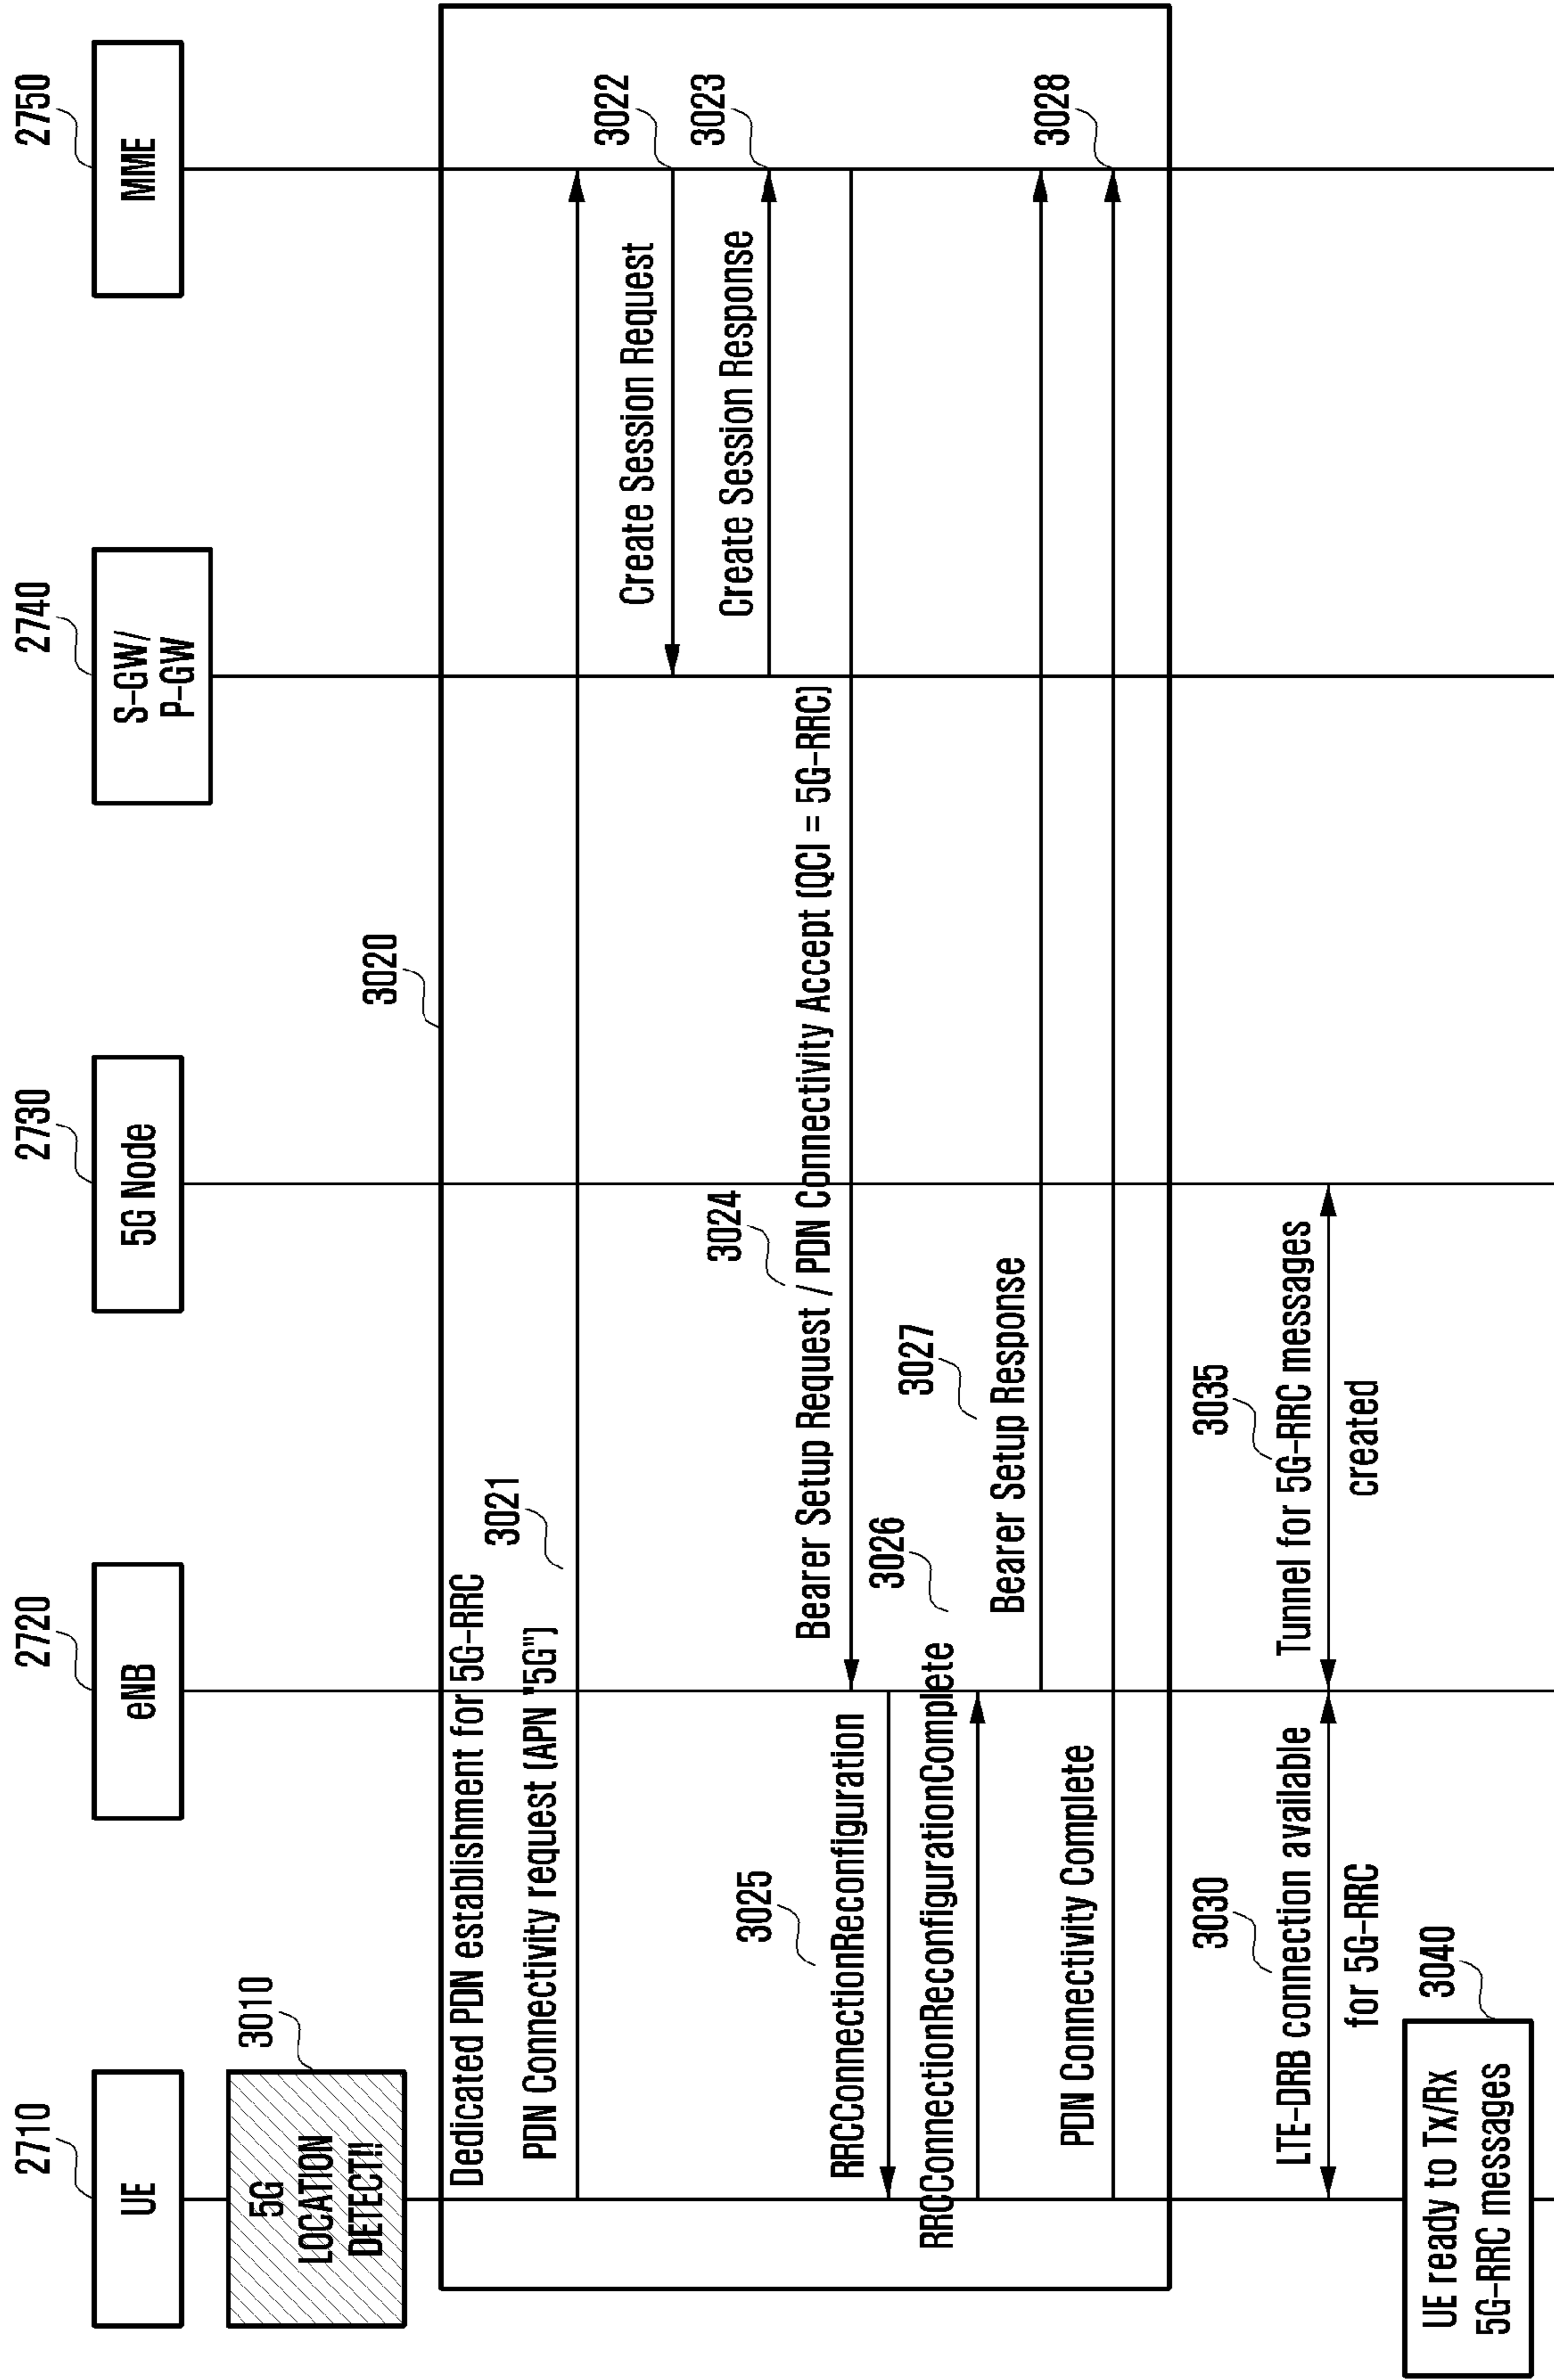 2710
2720
2730
2740
2750
UE
eNB
5G Node
S-GW/
P-GW
MME
3010
5G
LOCATION
DETECT!!
3020
Dedicated PDN establishment for 5G-RRC
3021
PDN Connectivity request (APN "5G")
3022
Create Session Request
3023
Create Session Response
3024
Bearer Setup Request / PDN Connectivity Accept (QCI = 5G-RRC)
3025
RRCConnectionReconfiguration
3026
RRCConnectionReconfigurationComplete
3027
Bearer Setup Response
3028
PDN Connectivity Complete
3030
LTE-DRB connection available
for 5G-RRC
3035
Tunnel for 5G-RRC messages
created
3040
UE ready to Tx/Rx
5G-RRC messages